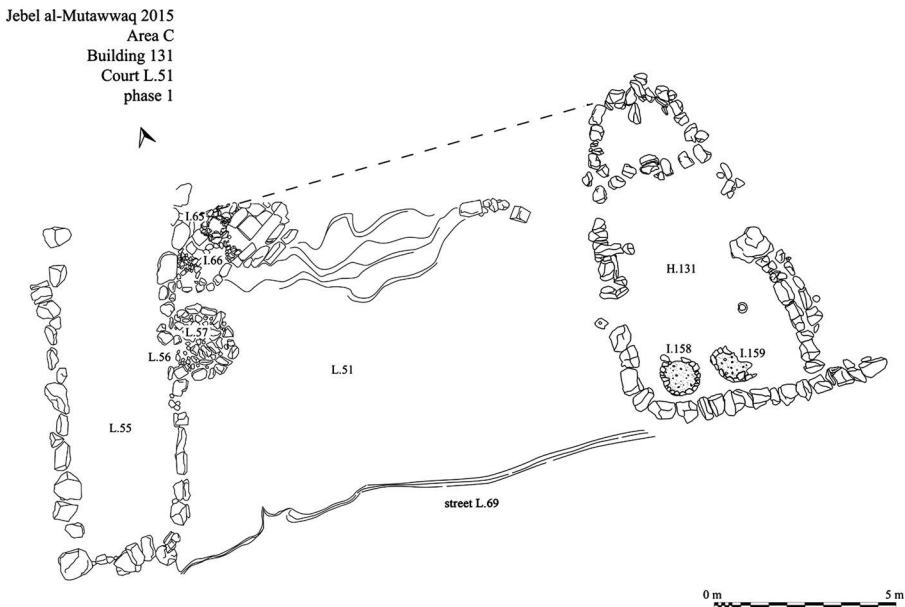 Jebel al-Mutawwaq 2015
Area C
Building 131
Court L.51
phase 1
I.65
I.66
H.131
L.57
L.56
I.158
I.159
L.51
L.55
street L.69
0 m
5 m